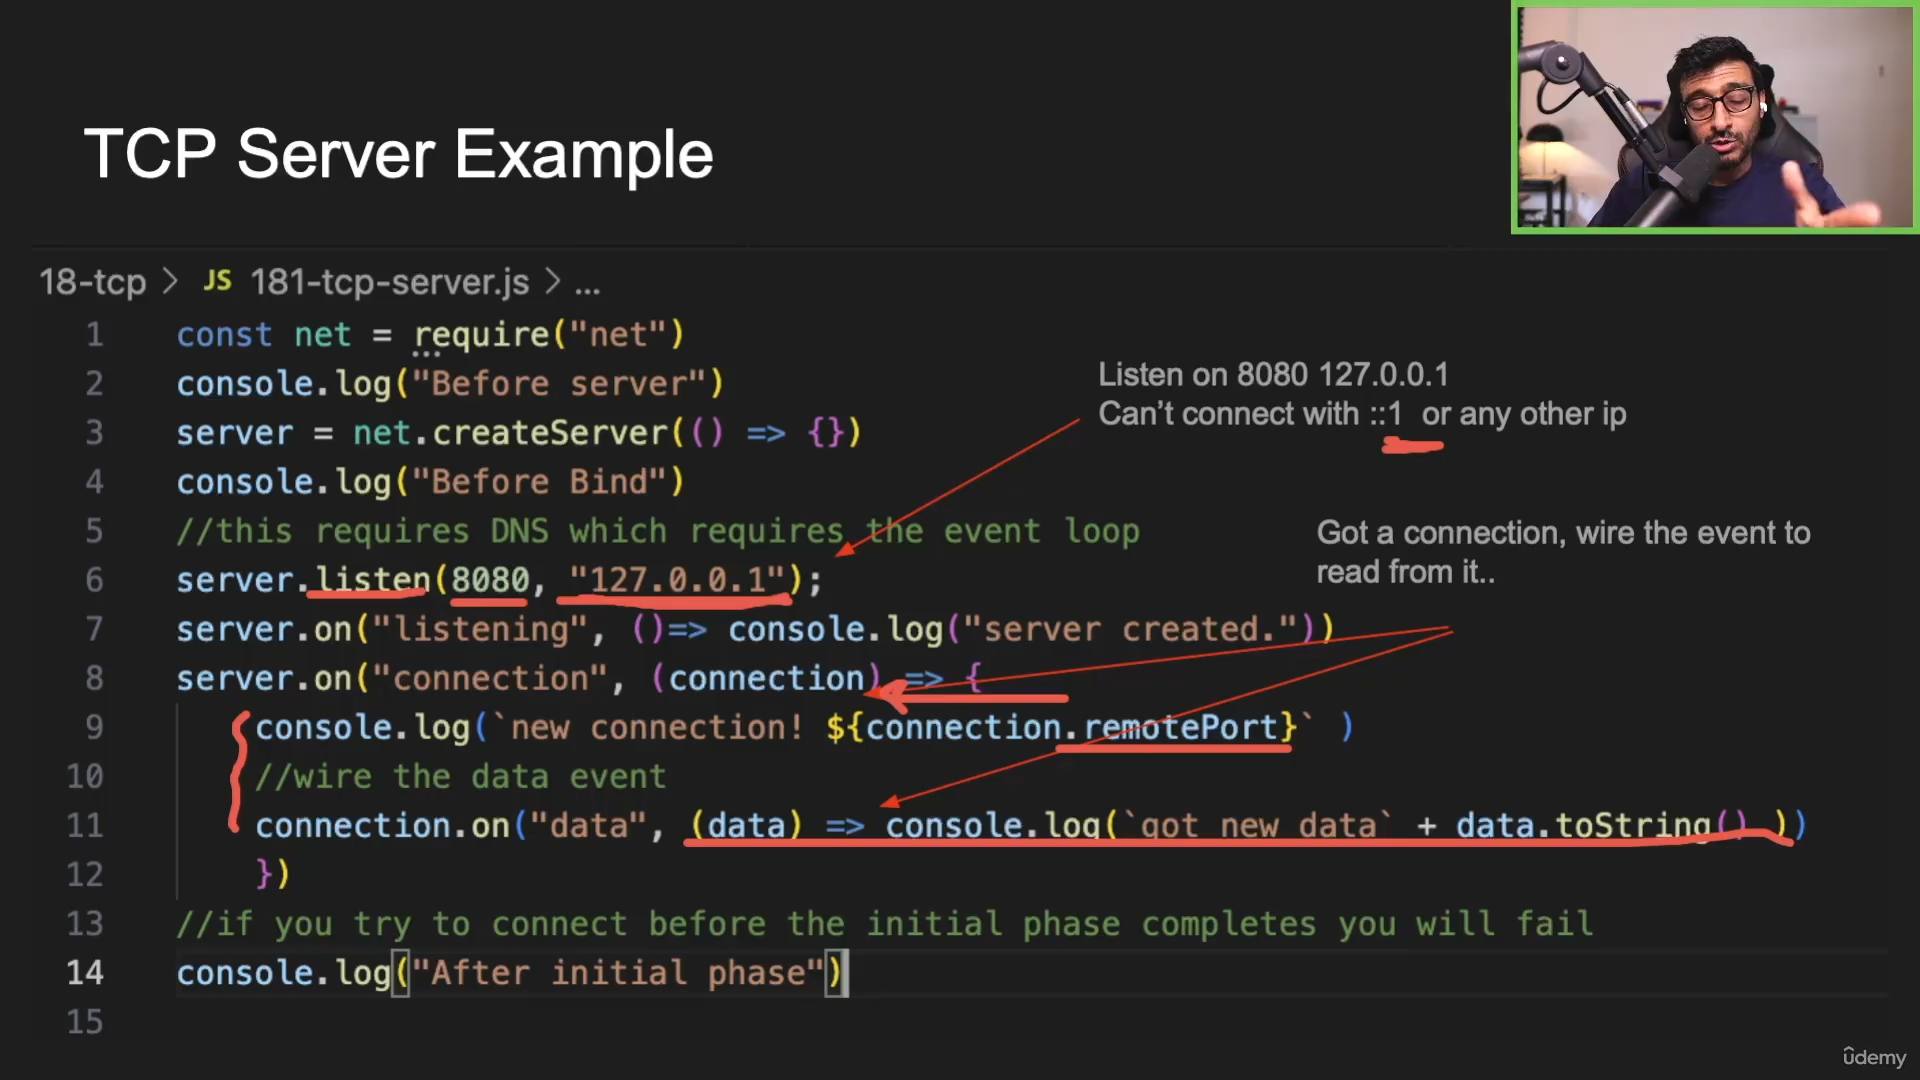 TCP Server Example
18-tcp > JS 181-tcp-server.js > ...
1 const net = require("net")
2 console.log("Before server")
3 server = net.createServer(() => {})
4 console.log("Before Bind")
5 //this requires DNS which requires the event loop
6 server.listen(8080, "127.0.0.1");
7 server.on("listening", ()=> console.log("server created."))
8 server.on("connection", (connection) => {
9 console.log(`new connection! ${connection.remotePort}` )
10 //wire the data event
11 connection.on("data", (data) => console.log(`got new data` + data.toString() ))
12 })
13 //if you try to connect before the initial phase completes you will fail
14 console.log("After initial phase")
15
Listen on 8080 127.0.0.1
Can’t connect with ::1 or any other ip
Got a connection, wire the event to
read from it..
ûdemy